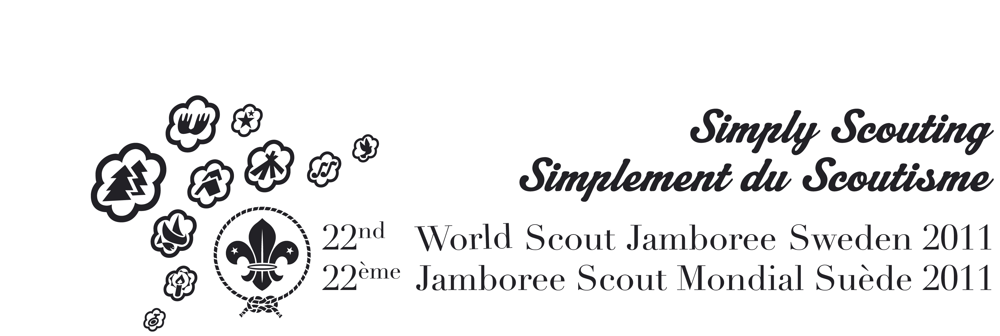 Simply Scouting
Simplement du Scoutisme
22nd World Scout Jamboree Sweden 2011
22ème Jamboree Scout Mondial Suède 2011